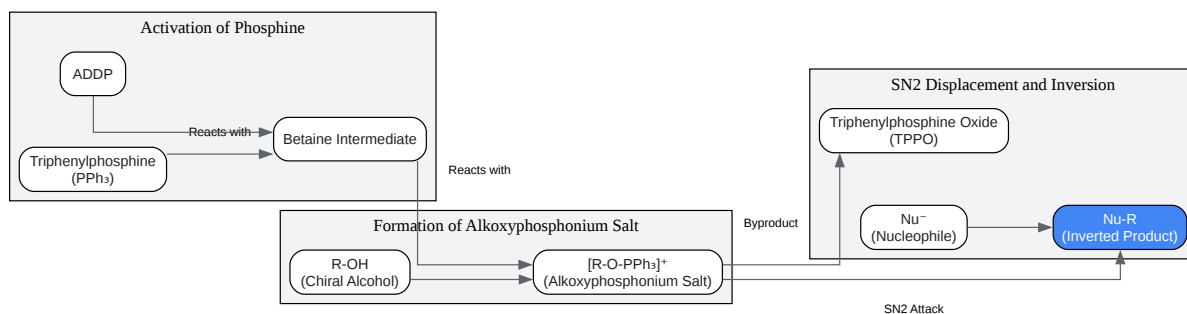 Activation of Phosphine
ADDP
Reacts with
Betaine Intermediate
Triphenylphosphine
(PPh₃)
Reacts with
Formation of Alkoxyphosphonium Salt
R-OH
(Chiral Alcohol)
[R-O-PPh₃]⁺
(Alkoxyphosphonium Salt)
SN2 Displacement and Inversion
Triphenylphosphine Oxide
(TPPO)
Byproduct
Nu⁻
(Nucleophile)
Nu-R
(Inverted Product)
SN2 Attack